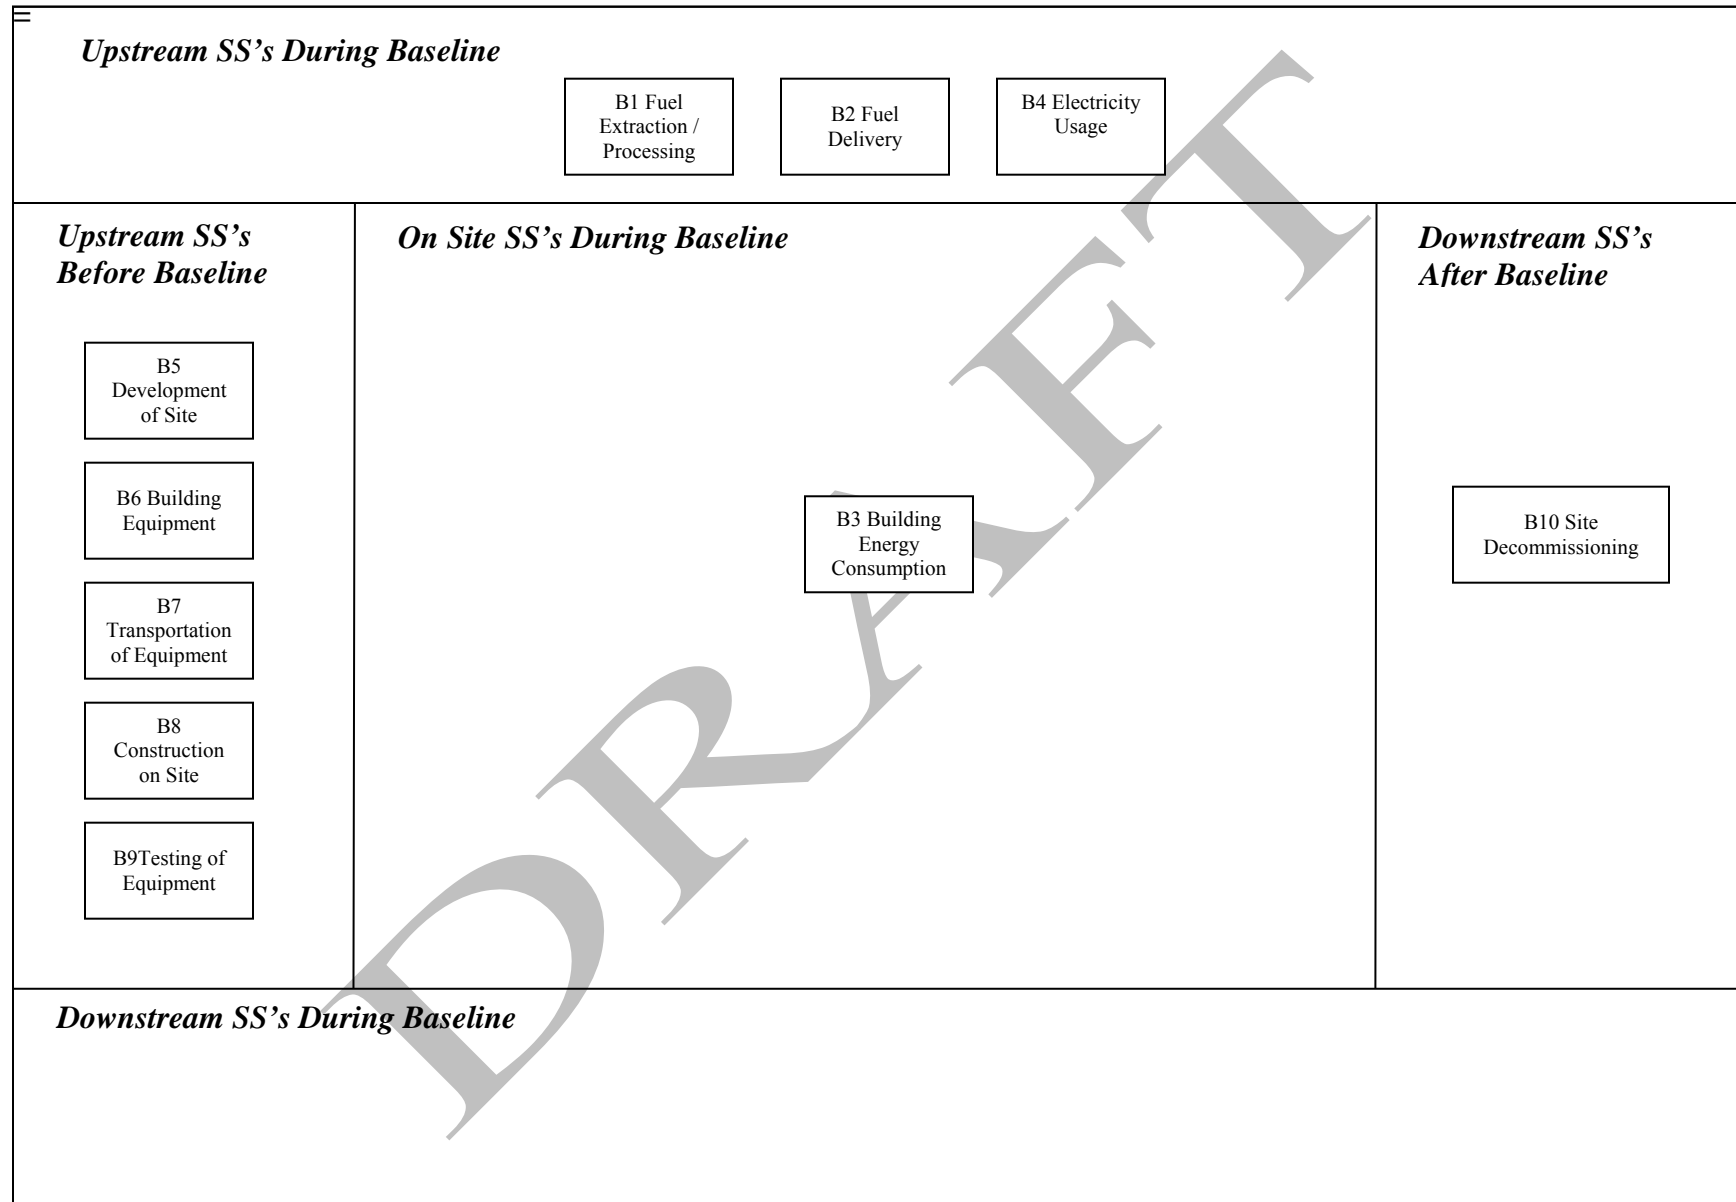 Upstream SS’s During Baseline
B1 Fuel
Extraction /
Processing
B2 Fuel
Delivery
B4 Electricity
Usage
Upstream SS’s
Before Baseline
On Site SS’s During Baseline
Downstream SS’s
After Baseline
B5
Development
of Site
B6 Building
Equipment
B7
Transportation
of Equipment
B8
Construction
on Site
B9Testing of
Equipment
B3 Building
Energy
Consumption
B10 Site
Decommissioning
Downstream SS’s During Baseline
DRAFT